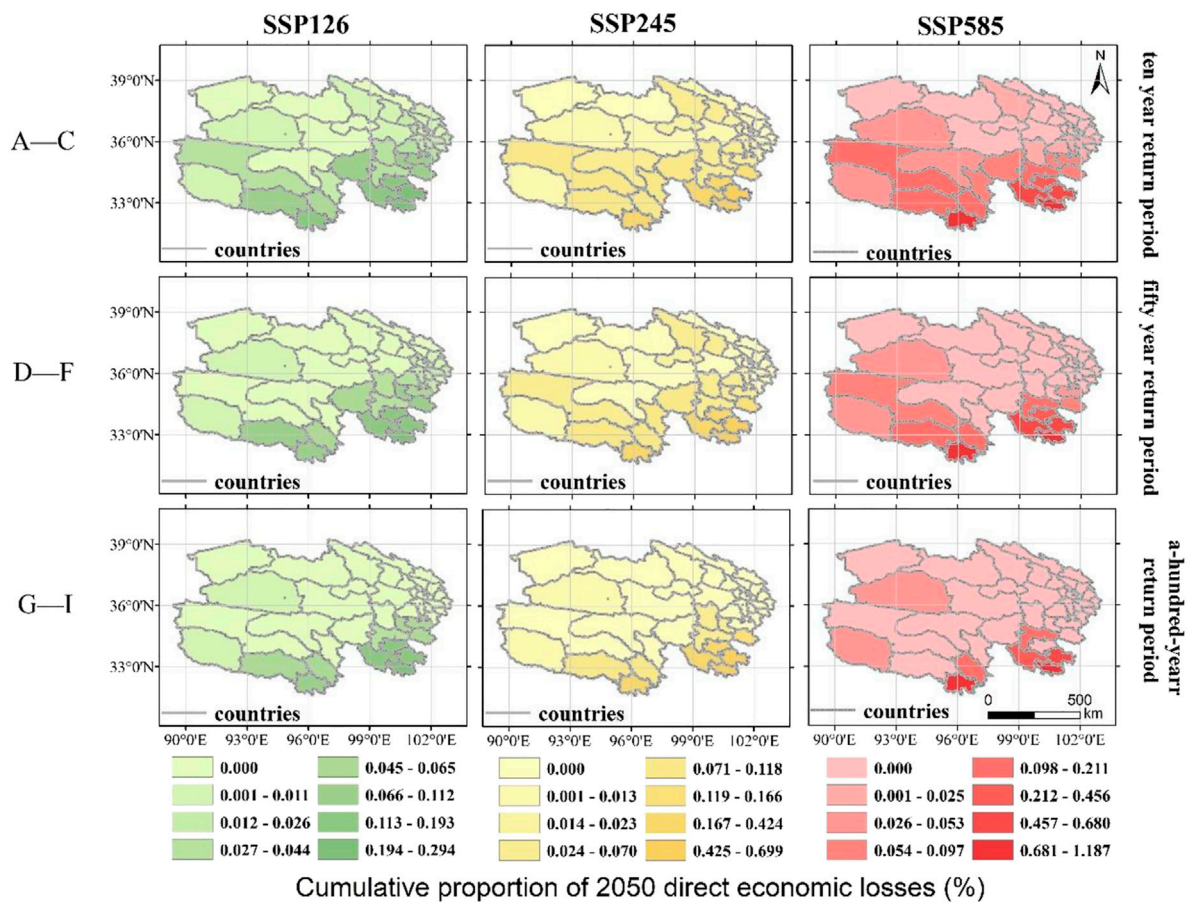 SSP126 SSP245 SSP585
N
39°0'N
36°0'N
33°0'N
A—C
ten year return period
countries countries countries
39°0'N
36°0'N
33°0'N
D—F
fifty year return period
countries countries countries
39°0'N
36°0'N
33°0'N
G—I
a-hundred-yearr
return period
0 500
km
countries countries countries
90°0'E 93°0'E 96°0'E 99°0'E 102°0'E 90°0'E 93°0'E 96°0'E 99°0'E 102°0'E 90°0'E 93°0'E 96°0'E 99°0'E 102°0'E
0.000 0.045 - 0.065 0.000 0.071 - 0.118 0.000 0.098 - 0.211
0.001 - 0.011 0.066 - 0.112 0.001 - 0.013 0.119 - 0.166 0.001 - 0.025 0.212 - 0.456
0.012 - 0.026 0.113 - 0.193 0.014 - 0.023 0.167 - 0.424 0.026 - 0.053 0.457 - 0.680
0.027 - 0.044 0.194 - 0.294 0.024 - 0.070 0.425 - 0.699 0.054 - 0.097 0.681 - 1.187
Cumulative proportion of 2050 direct economic losses (%)